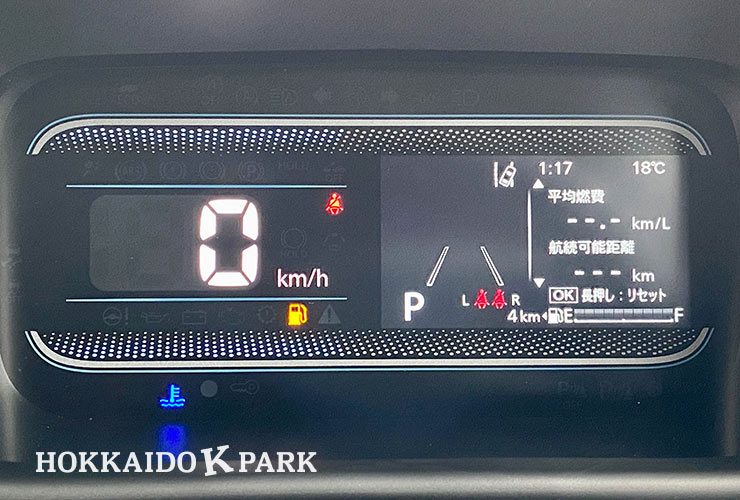 1:17 18℃
平均燃費
--.- km/L
航続可能距離
--- km
OK 長押し：リセット
0 km/h
P
L R
4km E F
HOKKAIDO K PARK